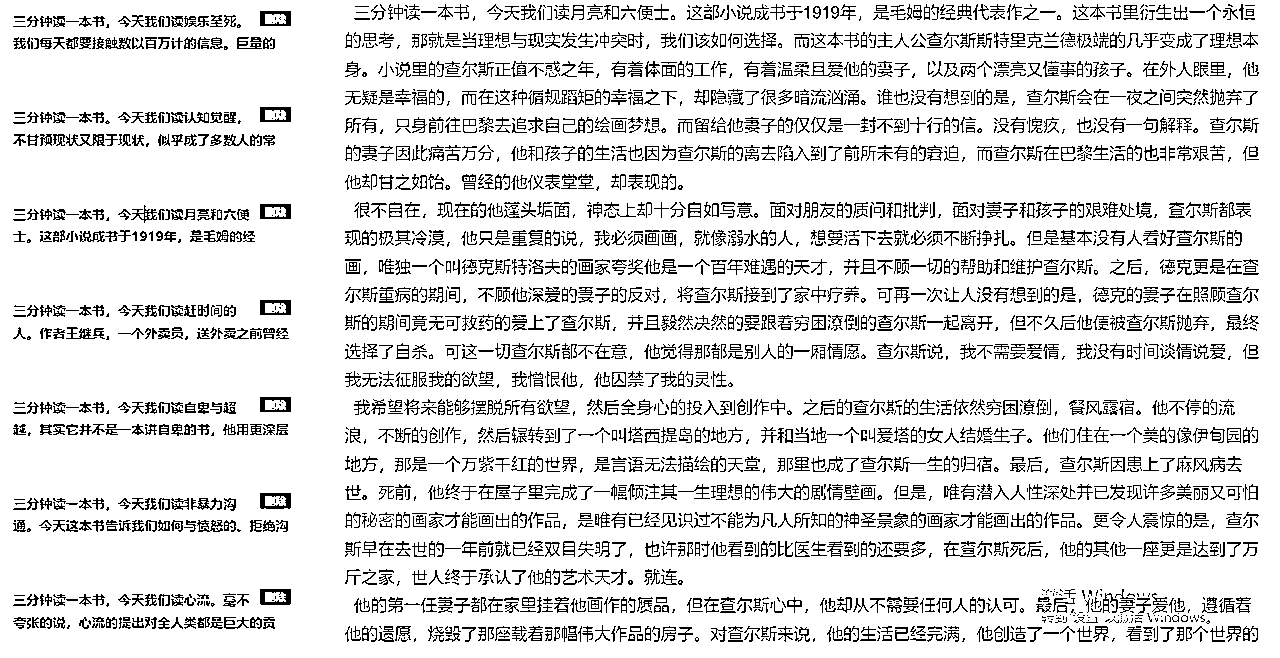 三分钟读一本书，今天我们读娱乐至死。 删除
我们每天都要接触数以百万计的信息。巨量的
三分钟读一本书，今天我们读认知觉醒， 删除
不甘预现状又限于现状，似乎成了多数人的常
三分钟读一本书，今天我们读月亮和六便 删除
士。这部小说成书于1919年，是毛姆的经
三分钟读一本书，今天我们读赶时间的 删除
人。作者王继兵，一个外卖员，送外卖之前曾经
三分钟读一本书，今天我们读自卑与超 删除
越，其实它并不是一本讲自卑的书，他用更深层
三分钟读一本书，今天我们读非暴力沟 删除
通。今天这本书告诉我们如何与愤怒的、拒绝沟
三分钟读一本书，今天我们读心流。毫不 删除
夸张的说，心流的提出对全人类都是巨大的贡
三分钟读一本书，今天我们读月亮和六便士。这部小说成书于1919年，是毛姆的经典代表作之一。这本书里衍生出一个永恒
的思考，那就是当理想与现实发生冲突时，我们该如何选择。而这本书的主人公查尔斯斯特里克兰德极端的几乎变成了理想本
身。小说里的查尔斯正值不惑之年，有着体面的工作，有着温柔且爱他的妻子，以及两个漂亮又懂事的孩子。在外人眼里，他
无疑是幸福的，而在这种循规蹈矩的幸福之下，却隐藏了很多暗流汹涌。谁也没有想到的是，查尔斯会在一夜之间突然抛弃了
所有，只身前往巴黎去追求自己的绘画梦想。而留给他妻子的仅仅是一封不到十行的信。没有愧疚，也没有一句解释。查尔斯
的妻子因此痛苦万分，他和孩子的生活也因为查尔斯的离去陷入到了前所未有的窘迫，而查尔斯在巴黎生活的也非常艰苦，但
他却甘之如饴。曾经的他仪表堂堂，却表现的。
很不自在，现在的他蓬头垢面，神态上却十分自如写意。面对朋友的质问和批判，面对妻子和孩子的艰难处境，查尔斯都表
现的极其冷漠，他只是重复的说，我必须画画，就像溺水的人，想要活下去就必须不断挣扎。但是基本没有人看好查尔斯的
画，唯独一个叫德克斯特洛夫的画家夸奖他是一个百年难遇的天才，并且不顾一切的帮助和维护查尔斯。之后，德克更是在查
尔斯重病的期间，不顾他深爱的妻子的反对，将查尔斯接到了家中疗养。可再一次让人没有想到的是，德克的妻子在照顾查尔
斯的期间竟无可救药的爱上了查尔斯，并且毅然决然的要跟着穷困潦倒的查尔斯一起离开，但不久后他便被查尔斯抛弃，最终
选择了自杀。可这一切查尔斯都不在意，他觉得那都是别人的一厢情愿。查尔斯说，我不需要爱情，我没有时间谈情说爱，但
我无法征服我的欲望，我憎恨他，他囚禁了我的灵性。
我希望将来能够摆脱所有欲望，然后全身心的投入到创作中。之后的查尔斯的生活依然穷困潦倒，餐风露宿。他不停的流
浪，不断的创作，然后辗转到了一个叫塔西提岛的地方，并和当地一个叫爱塔的女人结婚生子。他们住在一个美的像伊甸园的
地方，那是一个万紫千红的世界，是言语无法描绘的天堂，那里也成了查尔斯一生的归宿。最后，查尔斯因患上了麻风病去
世。死前，他终于在屋子里完成了一幅倾注其一生理想的伟大的剧情壁画。但是，唯有潜入人性深处并已发现许多美丽又可怕
的秘密的画家才能画出的作品，是唯有已经见识过不能为凡人所知的神圣景象的画家才能画出的作品。更令人震惊的是，查尔
斯早在去世的一年前就已经双目失明了，也许那时他看到的比医生看到的还要多，在查尔斯死后，他的其他一座更是达到了万
斤之家，世人终于承认了他的艺术天才。就连。
他的第一任妻子都在家里挂着他画作的赝品，但在查尔斯心中，他却从不需要任何人的认可。最后，他的妻子爱他，遵循着
他的遗愿，烧毁了那座载着那幅伟大作品的房子。对查尔斯来说，他的生活已经完满，他创造了一个世界，看到了那个世界的
激活 Windows
转到"设置"以激活 Windows。